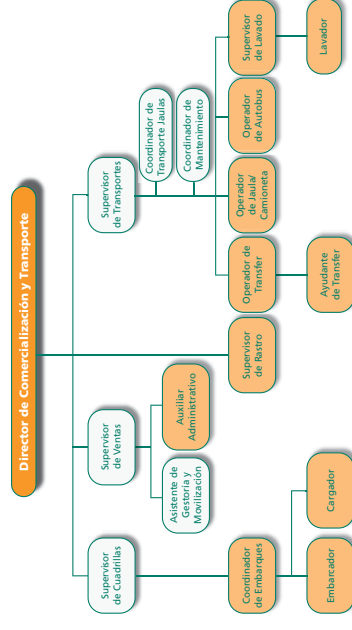 Director de Comercialización y Transporte
Supervisor
de Cuadrillas
Supervisor
de Ventas
Supervisor
de Transportes
Asistente de
Gestoria y
Movilización
Auxiliar
Administrativo
Coordinador de
Transporte Jaulas
Coordinador de
Mantenimiento
Coordinador
de Embarques
Supervisor
de Rastro
Operador de
Transfer
Operador
de Jaula/
Camioneta
Operador
de Autobus
Supervisor
de Lavado
Embarcador
Cargador
Ayudante
de Transfer
Lavador